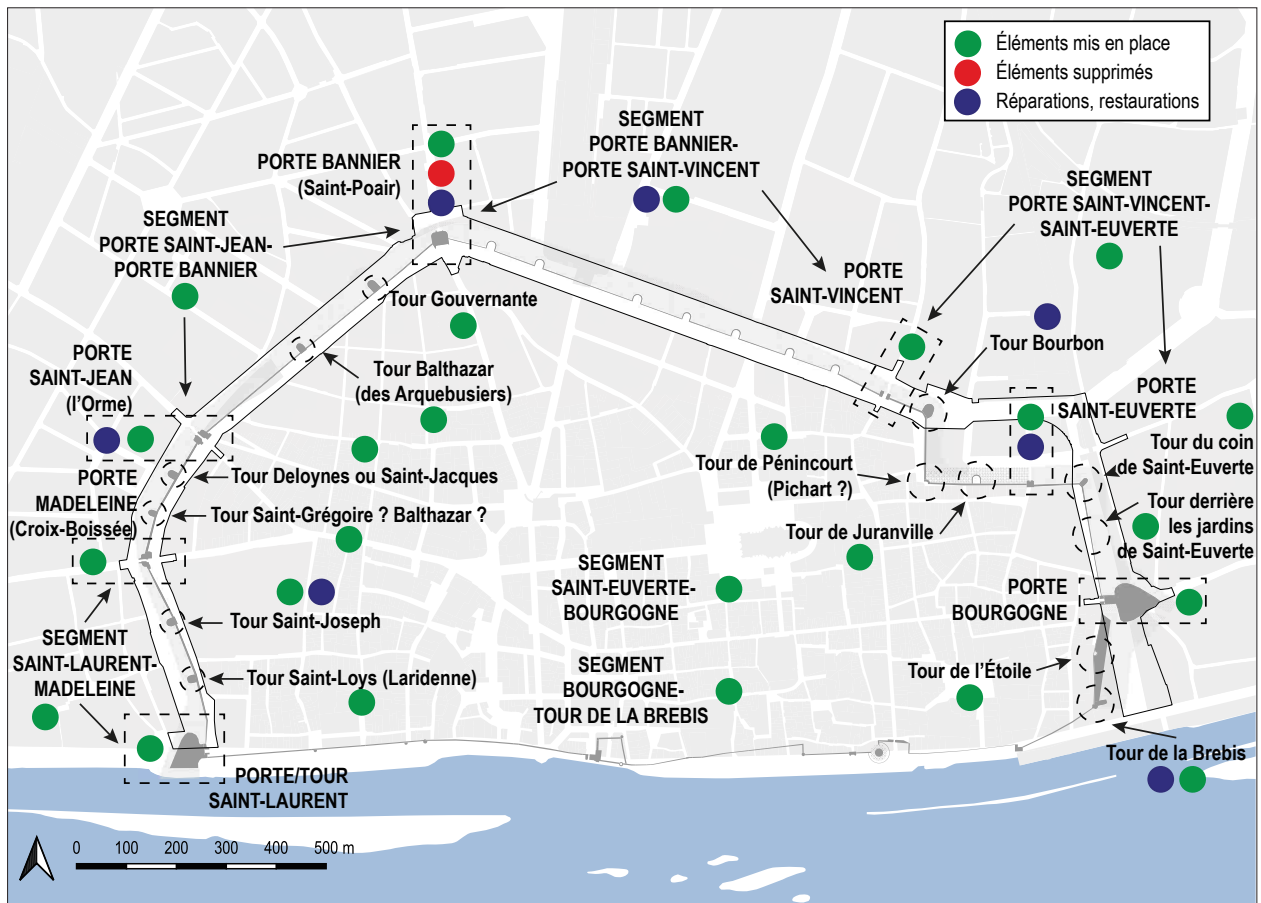 Éléments mis en place
Éléments supprimés
Réparations, restaurations
PORTE BANNIER
(Saint-Poair)
SEGMENT
PORTE BANNIER-
PORTE SAINT-VINCENT
SEGMENT
PORTE SAINT-VINCENT-
SAINT-EUVERTE
SEGMENT
PORTE SAINT-JEAN-
PORTE BANNIER
PORTE
SAINT-VINCENT
Tour Gouvernante
Tour Bourbon
PORTE
SAINT-JEAN
(l'Orme)
Tour Balthazar
(des Arquebusiers)
PORTE
SAINT-EUVERTE
Tour du coin
de Saint-Euverte
Tour Deloynes ou Saint-Jacques
Tour de Pénincourt
(Pichart ?)
PORTE
MADELEINE
(Croix-Boissée)
Tour Saint-Grégoire ? Balthazar ?
Tour de Juranville
Tour derrière
les jardins
de Saint-Euverte
SEGMENT
SAINT-EUVERTE-
BOURGOGNE
PORTE
BOURGOGNE
Tour Saint-Joseph
SEGMENT
SAINT-LAURENT-
MADELEINE
Tour Saint-Loys (Laridenne)
SEGMENT
BOURGOGNE-
TOUR DE LA BREBIS
Tour de l'Étoile
Tour de la Brebis
PORTE/TOUR
SAINT-LAURENT
0 100 200 300 400 500 m